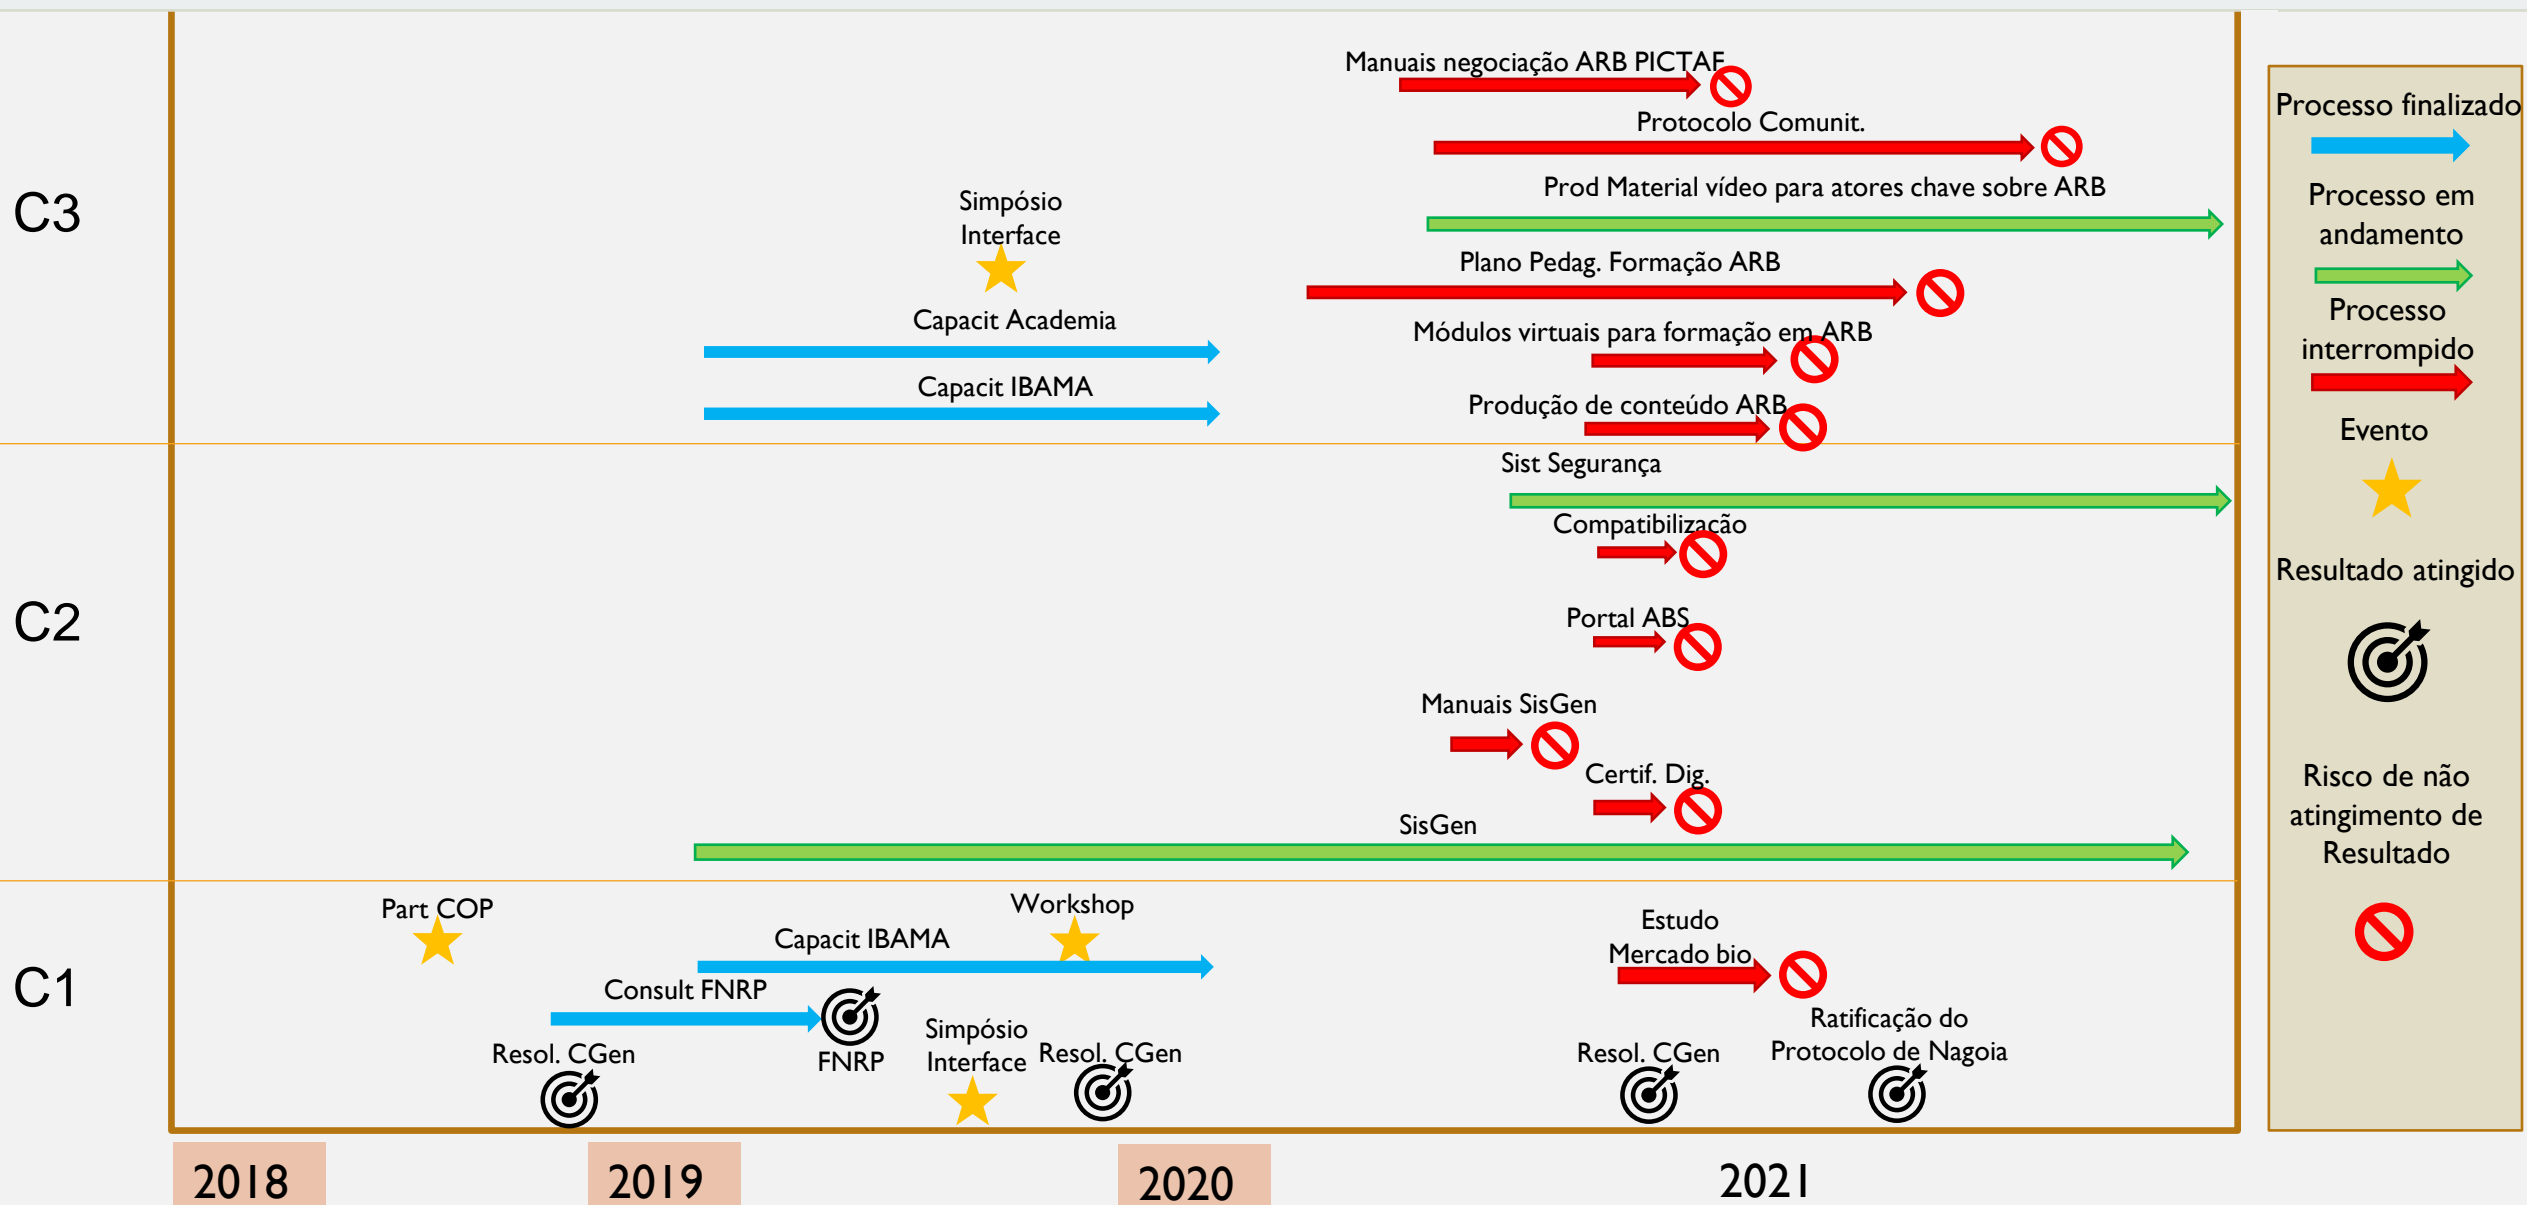 C3
Manuais negociação ARB PICTAF
Protocolo Comunit.
Prod Material vídeo para atores chave sobre ARB
Simpósio
Interface
Plano Pedag. Formação ARB
Capacit Academia
Módulos virtuais para formação em ARB
Capacit IBAMA
Produção de conteúdo ARB
C2
Sist Segurança
Compatibilização
Portal ABS
Manuais SisGen
Certif. Dig.
SisGen
C1
Part COP
Workshop
Capacit IBAMA
Estudo
Mercado bio
Consult FNRP
FNRP
Resol. CGen
Simpósio
Interface
Resol. CGen
Resol. CGen
Ratificação do
Protocolo de Nagoia
2018
2019
2020
2021
Processo finalizado
Processo em
andamento
Processo
interrompido
Evento
Resultado atingido
Risco de não
atingimento de
Resultado